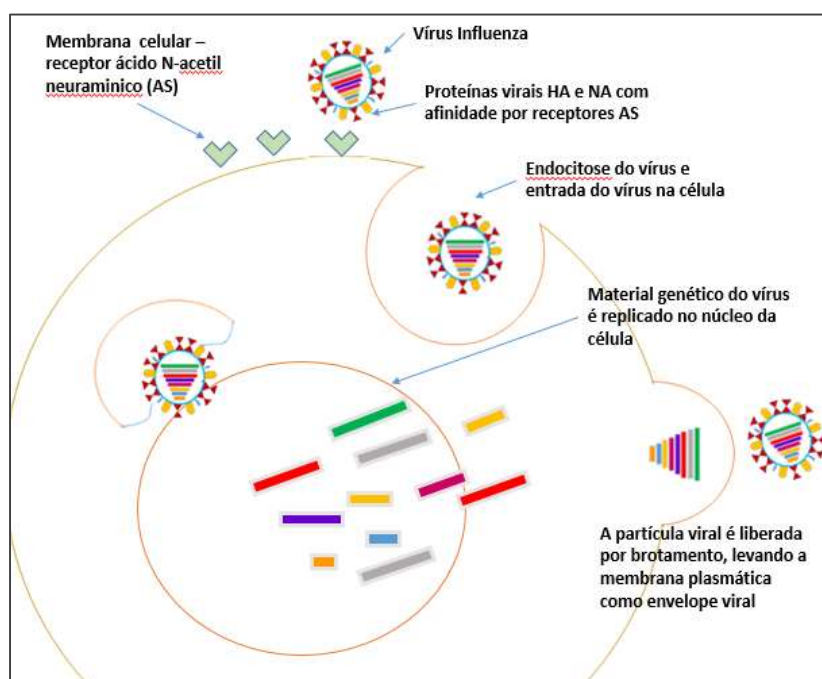 Membrana celular –
receptor ácido N-acetil
neuraminico (AS)
Vírus Influenza
Proteínas virais HA e NA com
afinidade por receptores AS
Endocitose do vírus e
entrada do vírus na célula
Material genético do vírus
é replicado no núcleo da
célula
A partícula viral é liberada
por brotamento, levando a
membrana plasmática
como envelope viral